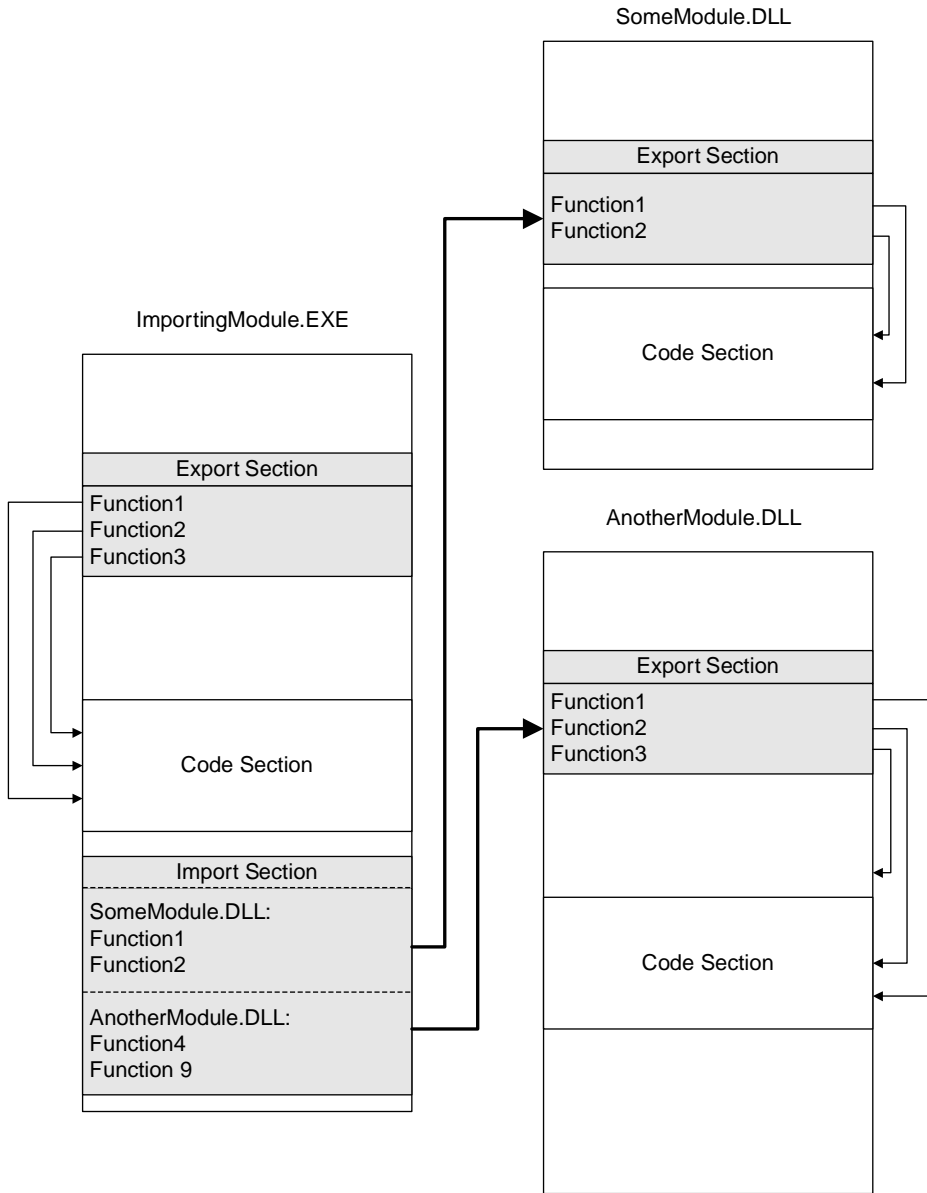 SomeModule.DLL
Export Section
Function1
Function2
Code Section
ImportingModule.EXE
Export Section
Function1
Function2
Function3
Code Section
Import Section
SomeModule.DLL:
Function1
Function2
AnotherModule.DLL:
Function4
Function 9
AnotherModule.DLL
Export Section
Function1
Function2
Function3
Code Section